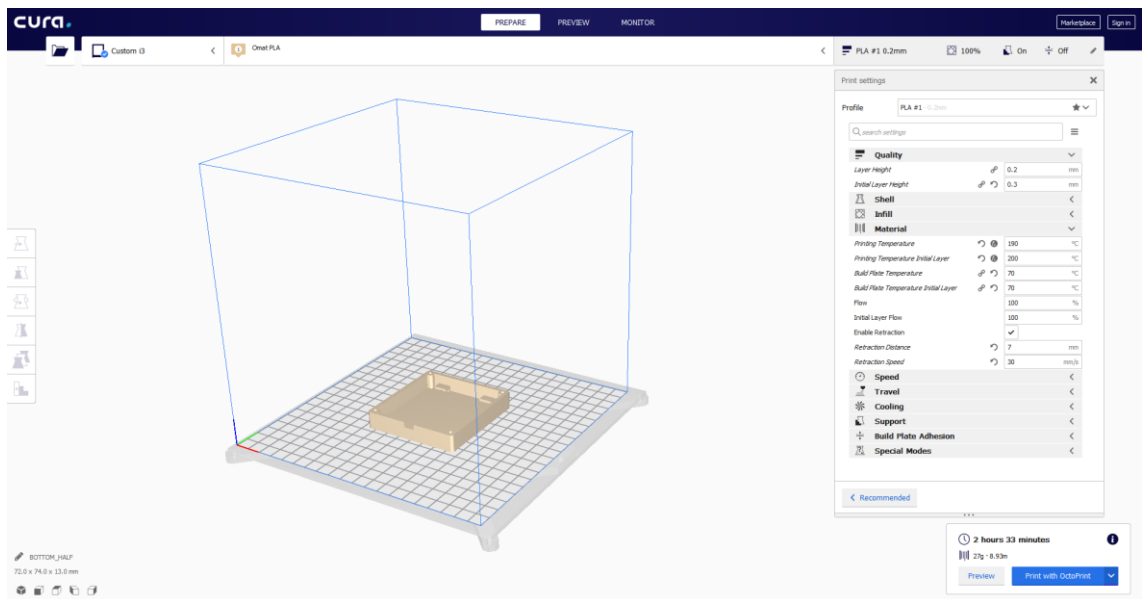 cura.
PREPARE PREVIEW MONITOR
Marketplace Sign in
Custom i3
Omat PLA
PLA #1 0.2mm 100% On Off
Print settings
Profile PLA #1 - 0.2mm
search settings
Quality
Layer Height 0.2 mm
Initial Layer Height 0.3 mm
Shell
Infill
Material
Printing Temperature 190 °C
Printing Temperature Initial Layer 200 °C
Build Plate Temperature 70 °C
Build Plate Temperature Initial Layer 70 °C
Flow 100 %
Initial Layer Flow 100 %
Enable Retraction
Retraction Distance 7 mm
Retraction Speed 30 mm/s
Speed
Travel
Cooling
Support
Build Plate Adhesion
Special Modes
Recommended
2 hours 33 minutes
27g · 8.93m
Preview Print with OctoPrint
BOTTOM_HALF
72.0 x 74.0 x 13.0 mm